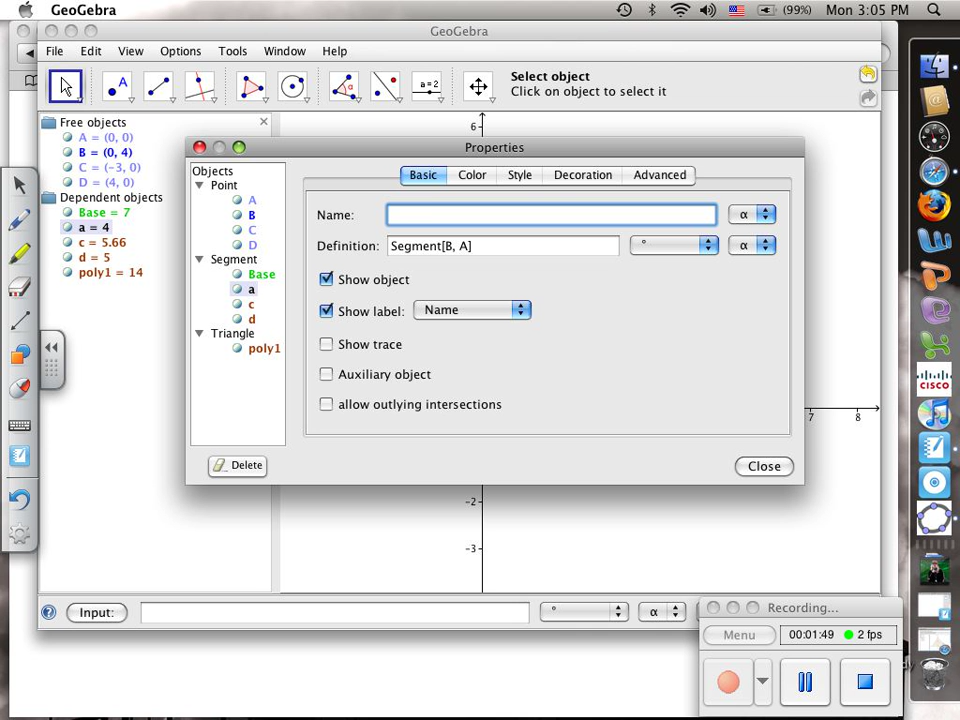 GeoGebra
(99%)
Mon 3:05 PM
GeoGebra
File Edit View Options Tools Window Help
A
a=2
Select object
Click on object to select it
Free objects
A = (0, 0)
B = (0, 4)
C = (-3, 0)
D = (4, 0)
Dependent objects
Base = 7
a = 4
c = 5.66
d = 5
poly1 = 14
6
Properties
Objects
Point
A
B
C
D
Segment
Base
a
c
d
Triangle
poly1
Delete
Basic Color Style Decoration Advanced
Name:
α
Definition: Segment[B, A] ° α
Show object
Show label: Name
Show trace
Auxiliary object
allow outlying intersections
Close
7 8
-2
-3
Input: ° α
Recording...
Menu 00:01:49 2 fps
CISCO